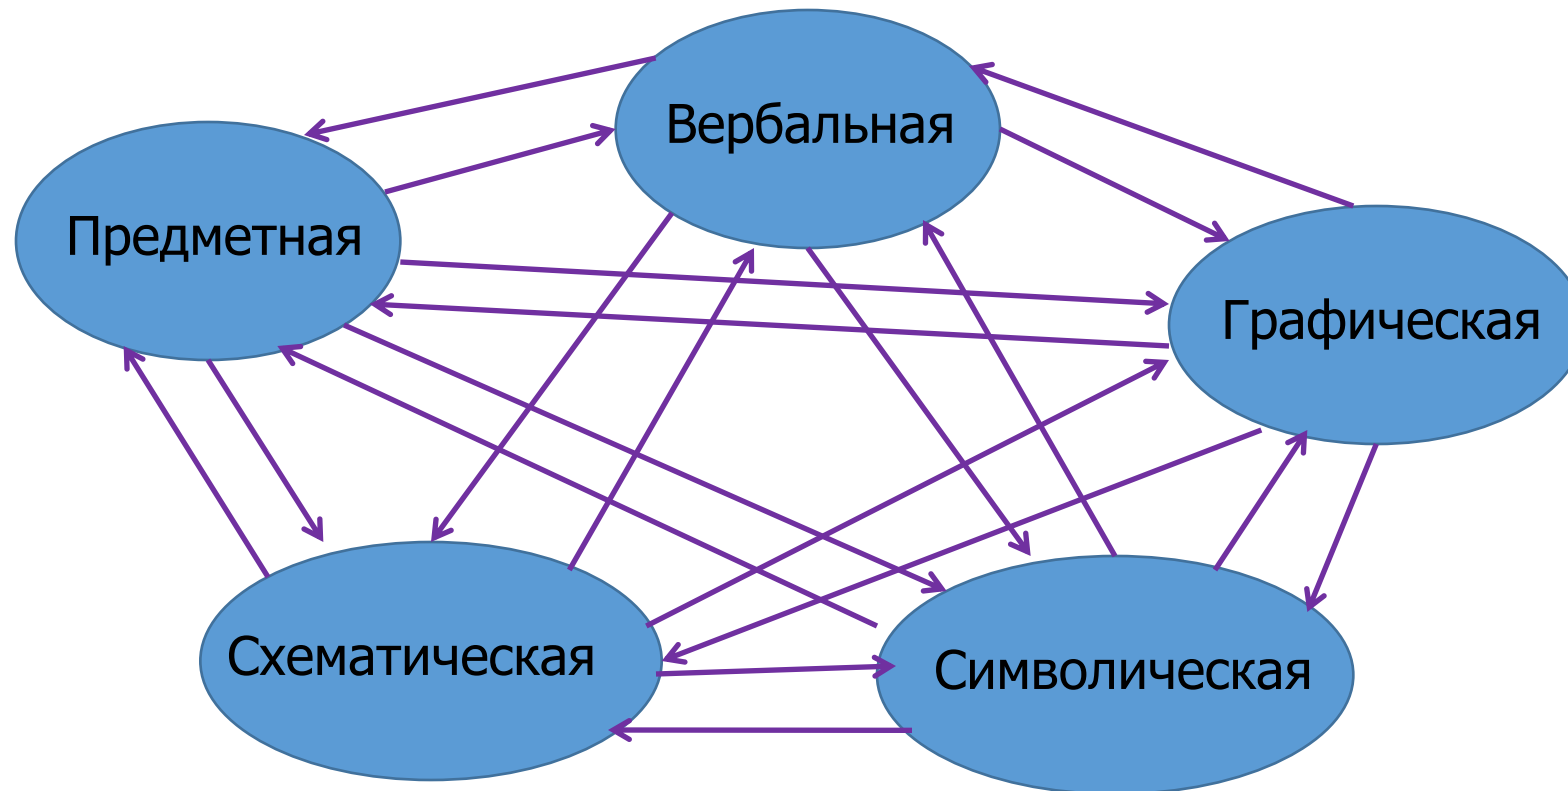 Вербальная
Предметная
Графическая
Схематическая
Символическая